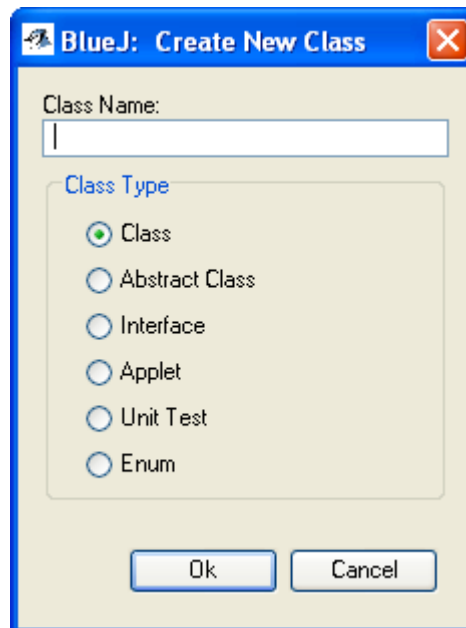 BlueJ: Create New Class
Class Name:
Class Type
Class
Abstract Class
Interface
Applet
Unit Test
Enum
Ok Cancel